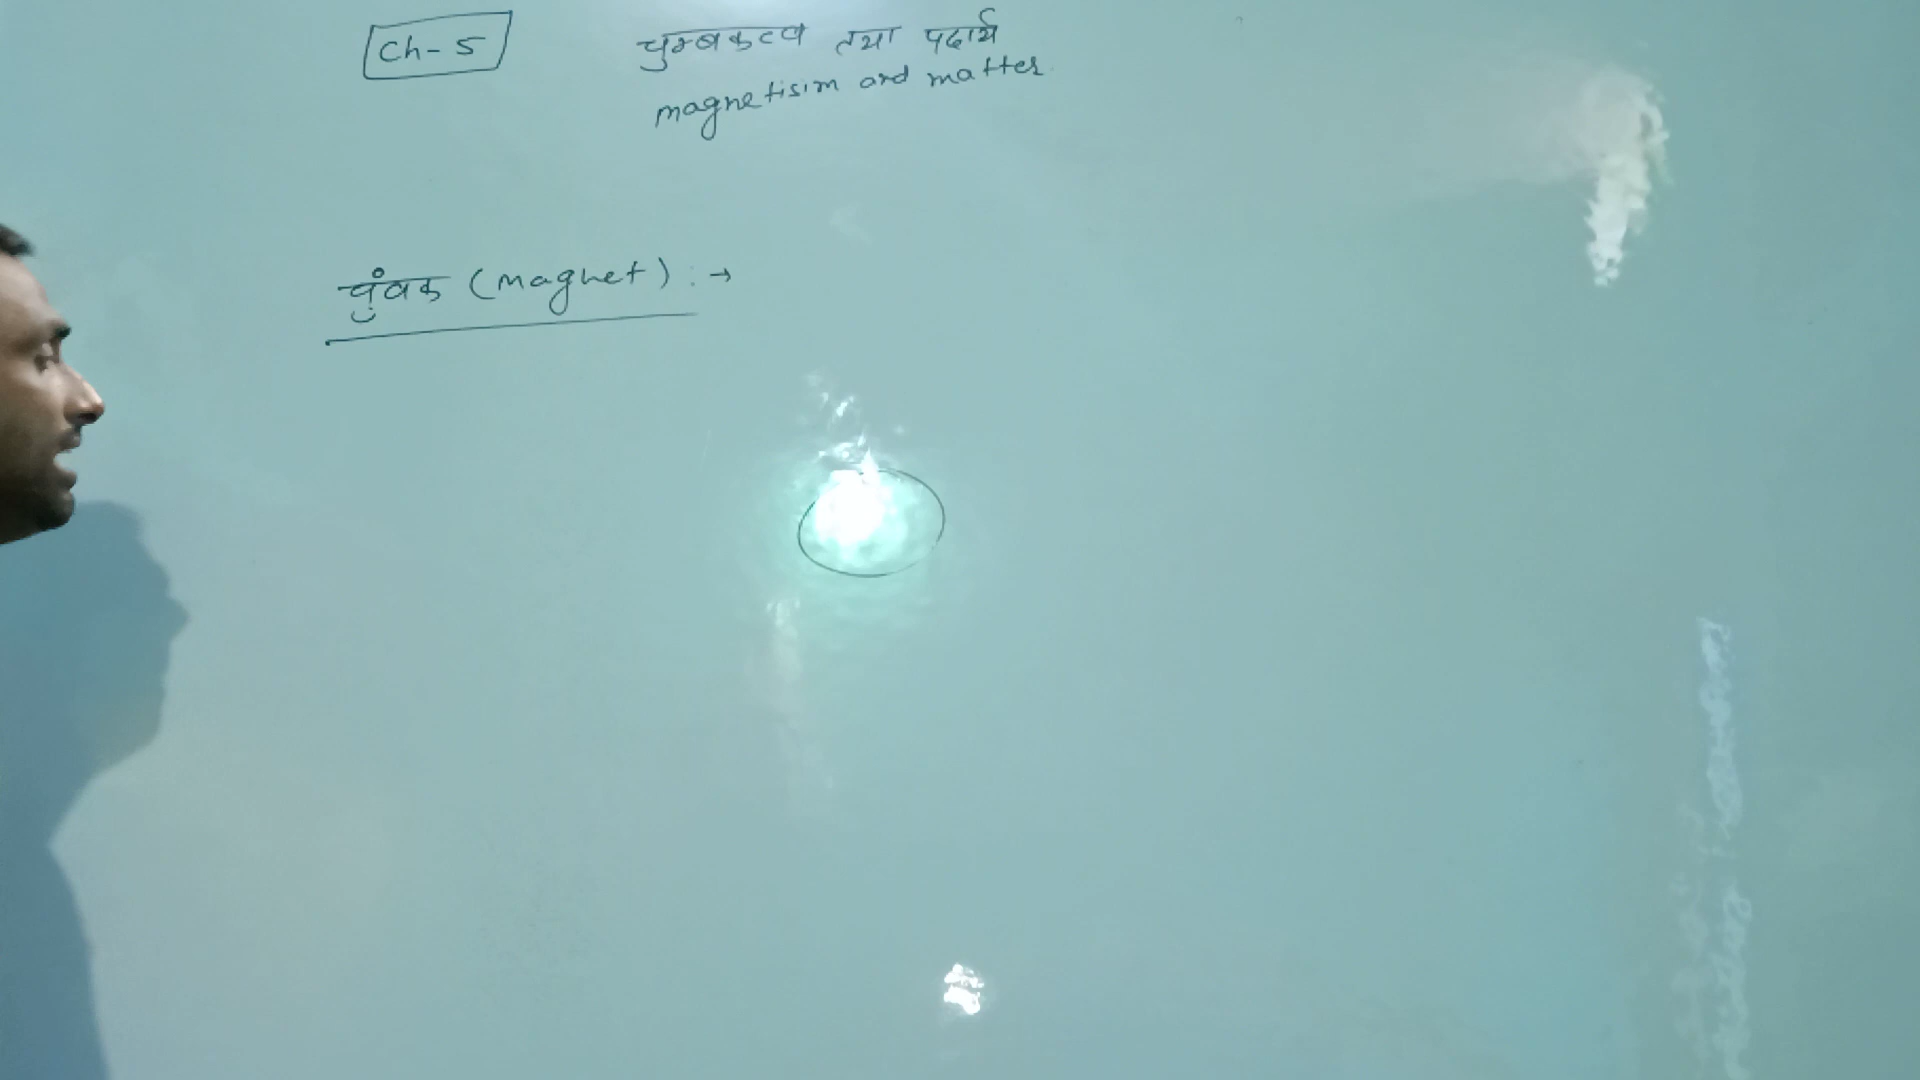 Ch-5
चुम्बकत्व तथा पदार्थ
magnetisim and matter
चुंबक (magnet) : →